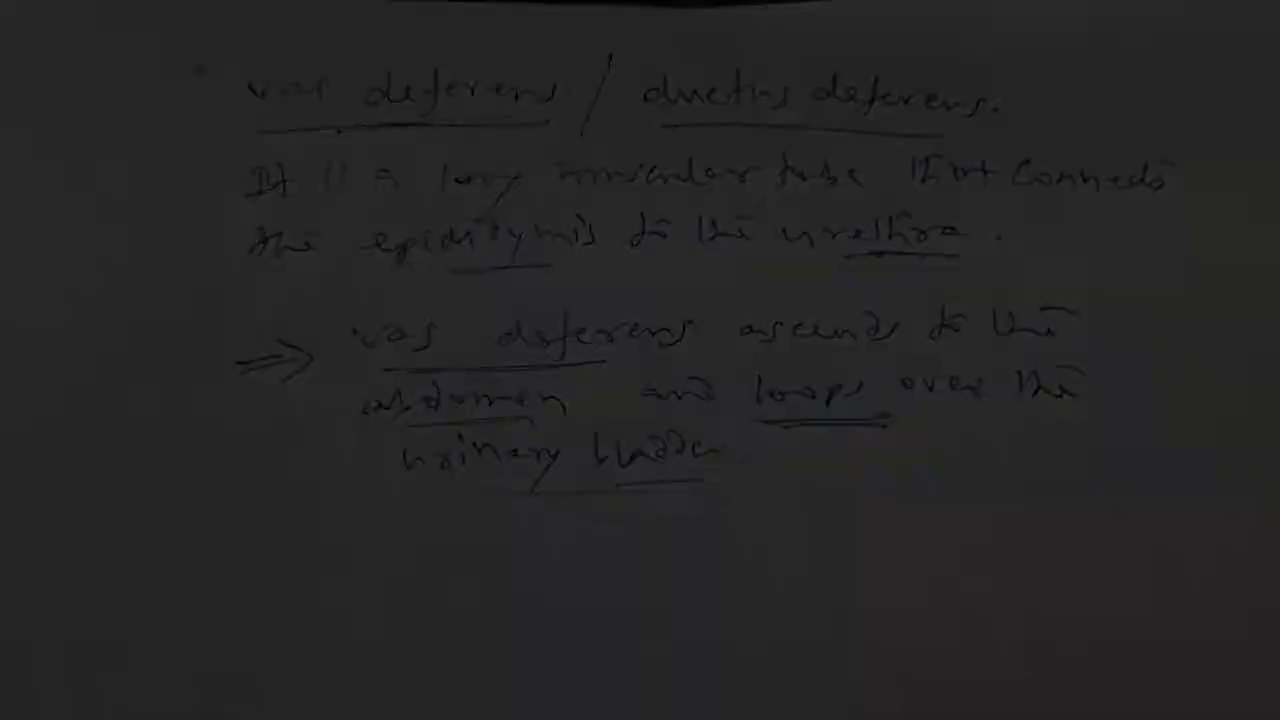 vas deferens / ductus deferens.
It is a long muscular tube that connects
the epididymis to the urethra.
⇒ vas deferens ascends to the
abdomen and loops over the
urinary bladder